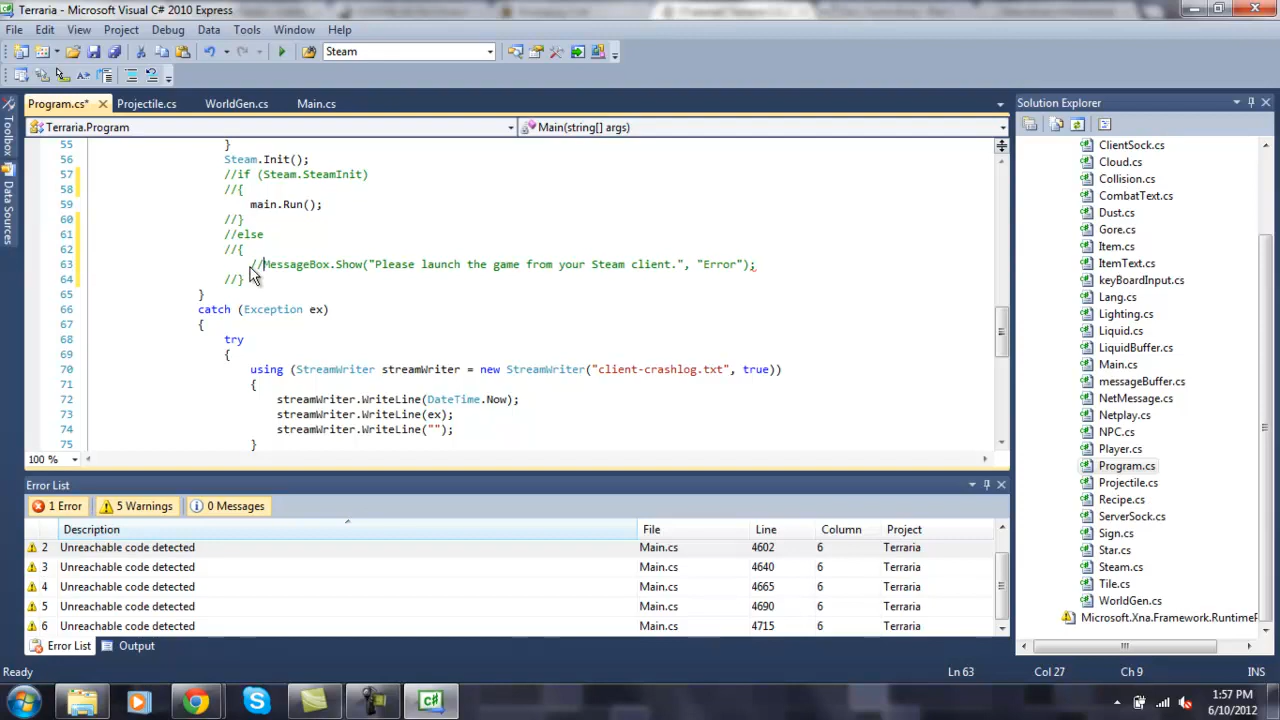 Terraria - Microsoft Visual C# 2010 Express
File Edit View Project Debug Data Tools Window Help
Steam
Program.cs* Projectile.cs WorldGen.cs Main.cs
Terraria.Program Main(string[] args)
55 }
56 Steam.Init();
57 //if (Steam.SteamInit)
58 //{
59 main.Run();
60 //}
61 //else
62 //{
63 //MessageBox.Show("Please launch the game from your Steam client.", "Error");
64 //}
65 }
66 catch (Exception ex)
67 {
68 try
69 {
70 using (StreamWriter streamWriter = new StreamWriter("client-crashlog.txt", true))
71 {
72 streamWriter.WriteLine(DateTime.Now);
73 streamWriter.WriteLine(ex);
74 streamWriter.WriteLine("");
75 }
100 %
Toolbox
Data Sources
Solution Explorer
ClientSock.cs
Cloud.cs
Collision.cs
CombatText.cs
Dust.cs
Gore.cs
Item.cs
ItemText.cs
keyBoardInput.cs
Lang.cs
Lighting.cs
Liquid.cs
LiquidBuffer.cs
Main.cs
messageBuffer.cs
NetMessage.cs
Netplay.cs
NPC.cs
Player.cs
Program.cs
Projectile.cs
Recipe.cs
ServerSock.cs
Sign.cs
Star.cs
Steam.cs
Tile.cs
WorldGen.cs
Microsoft.Xna.Framework.RuntimeP
Error List
1 Error 5 Warnings 0 Messages
Description File Line Column Project
2 Unreachable code detected Main.cs 4602 6 Terraria
3 Unreachable code detected Main.cs 4640 6 Terraria
4 Unreachable code detected Main.cs 4665 6 Terraria
5 Unreachable code detected Main.cs 4690 6 Terraria
6 Unreachable code detected Main.cs 4715 6 Terraria
Error List Output
Ready Ln 63 Col 27 Ch 9 INS
1:57 PM
6/10/2012